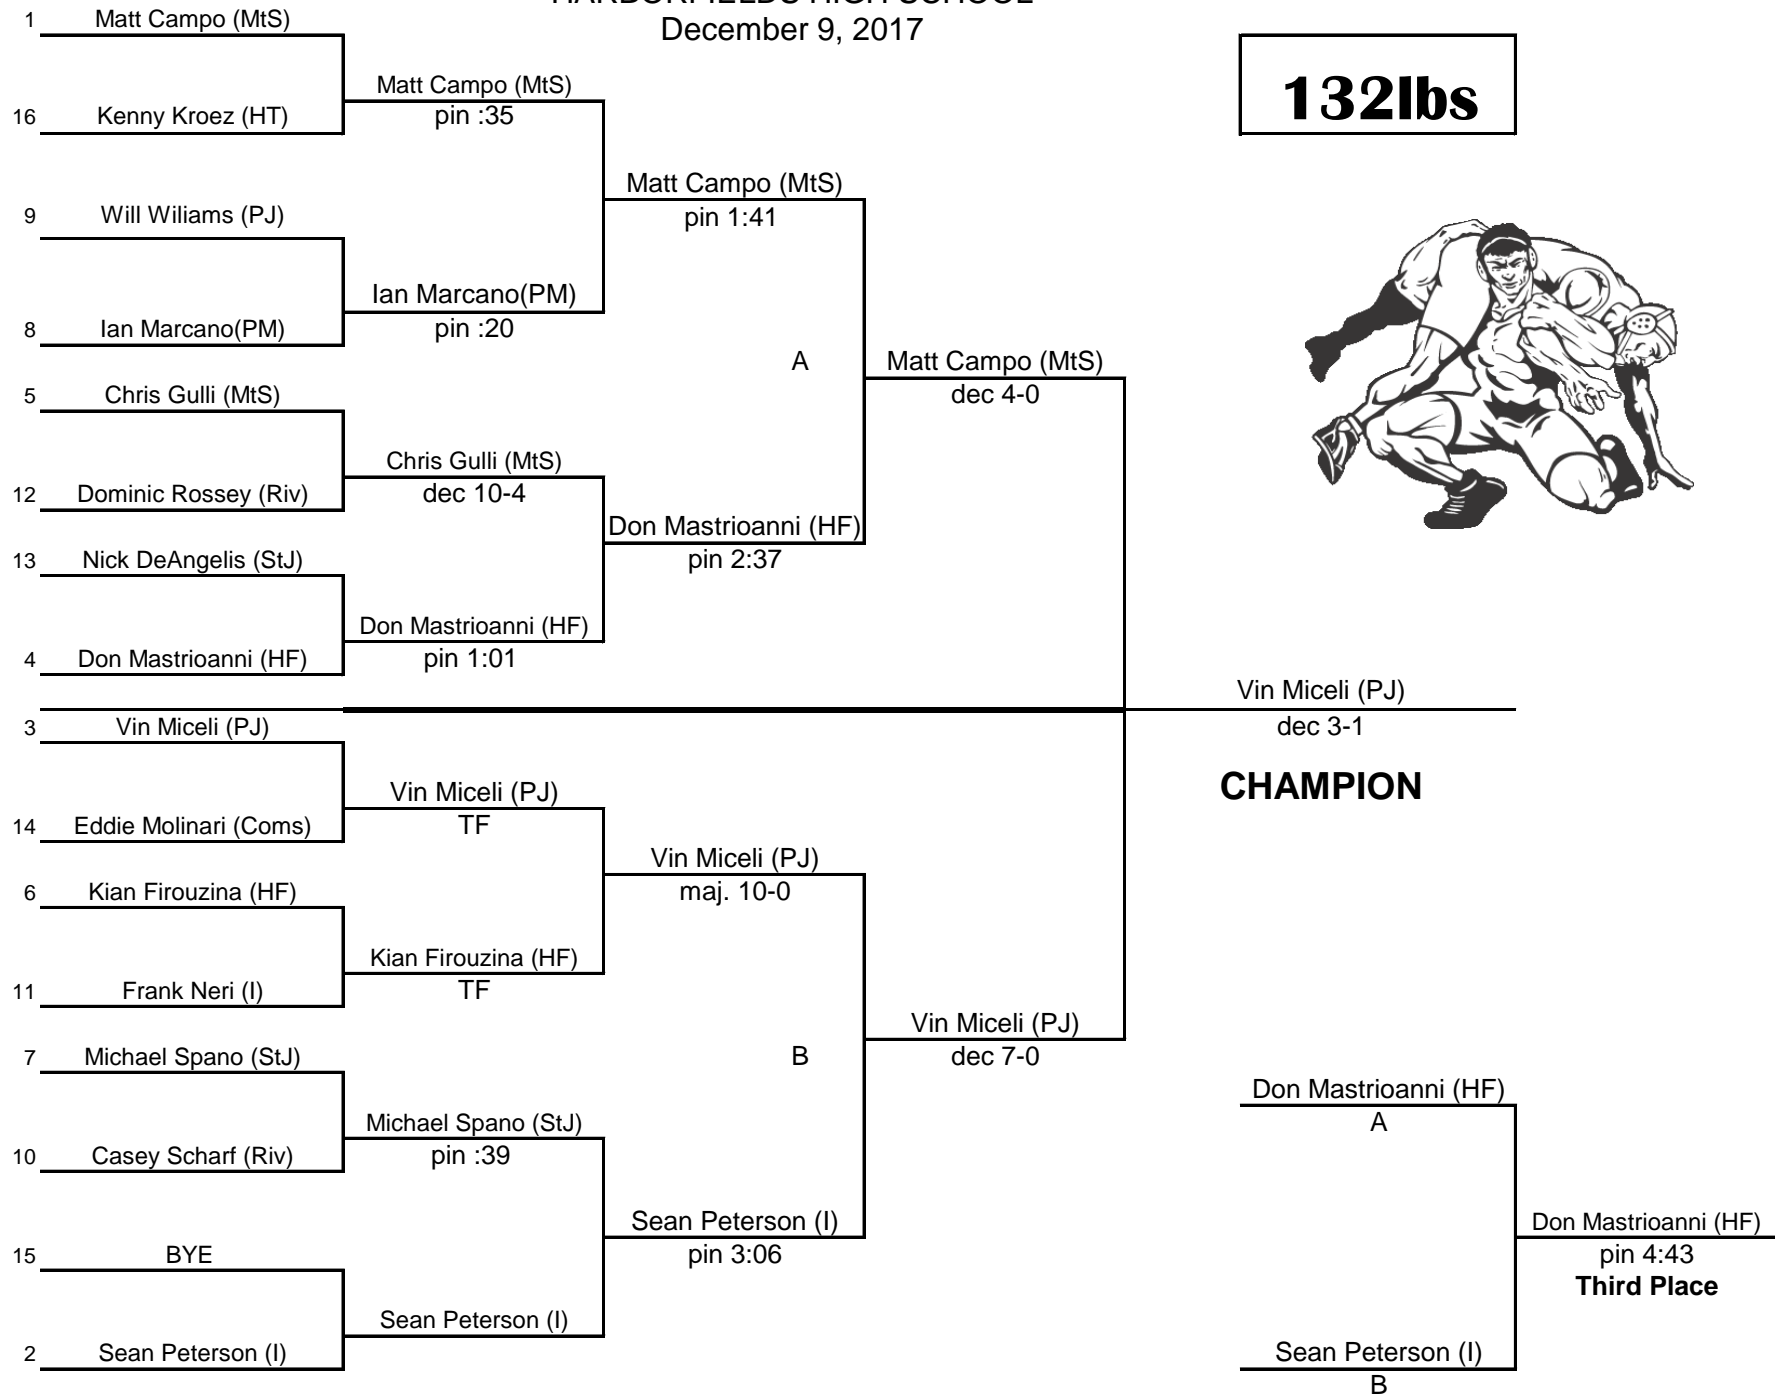 HARBORFIELDS HIGH SCHOOL
December 9, 2017
132lbs
1 Matt Campo (MtS)
Matt Campo (MtS)
pin :35
16 Kenny Kroez (HT)
Matt Campo (MtS)
pin 1:41
9 Will Wiliams (PJ)
Ian Marcano(PM)
pin :20
8 Ian Marcano(PM)
A
Matt Campo (MtS)
dec 4-0
5 Chris Gulli (MtS)
Chris Gulli (MtS)
dec 10-4
12 Dominic Rossey (Riv)
Don Mastrioanni (HF)
pin 2:37
13 Nick DeAngelis (StJ)
Don Mastrioanni (HF)
pin 1:01
4 Don Mastrioanni (HF)
Vin Miceli (PJ)
dec 3-1
CHAMPION
3 Vin Miceli (PJ)
Vin Miceli (PJ)
TF
14 Eddie Molinari (Coms)
Vin Miceli (PJ)
maj. 10-0
6 Kian Firouzina (HF)
Kian Firouzina (HF)
TF
11 Frank Neri (I)
B
Vin Miceli (PJ)
dec 7-0
7 Michael Spano (StJ)
Michael Spano (StJ)
pin :39
10 Casey Scharf (Riv)
Sean Peterson (I)
pin 3:06
15 BYE
Sean Peterson (I)
2 Sean Peterson (I)
Don Mastrioanni (HF)
A
Don Mastrioanni (HF)
pin 4:43
Third Place
Sean Peterson (I)
B